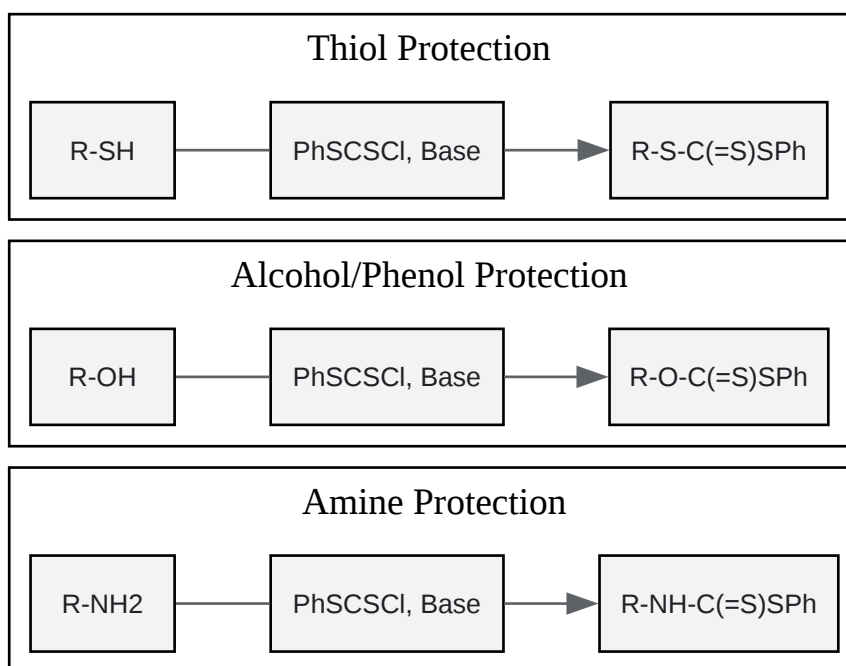 Thiol Protection
R-SH
PhSCSCl, Base
R-S-C(=S)SPh
Alcohol/Phenol Protection
R-OH
PhSCSCl, Base
R-O-C(=S)SPh
Amine Protection
R-NH2
PhSCSCl, Base
R-NH-C(=S)SPh